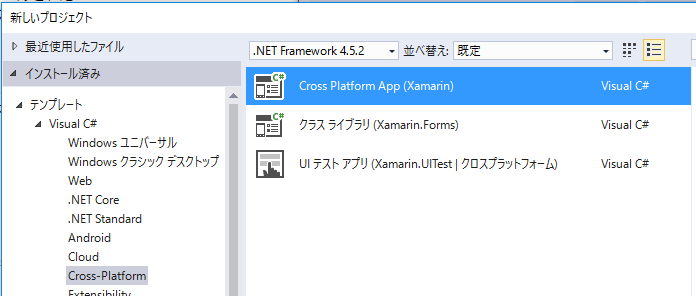 新しいプロジェクト
最近使用したファイル
インストール済み
テンプレート
Visual C#
Windows ユニバーサル
Windows クラシック デスクトップ
Web
.NET Core
.NET Standard
Android
Cloud
Cross-Platform
Extensibility
.NET Framework 4.5.2 並べ替え: 既定
Cross Platform App (Xamarin) Visual C#
クラス ライブラリ (Xamarin.Forms) Visual C#
UI テスト アプリ (Xamarin.UITest | クロスプラットフォーム) Visual C#